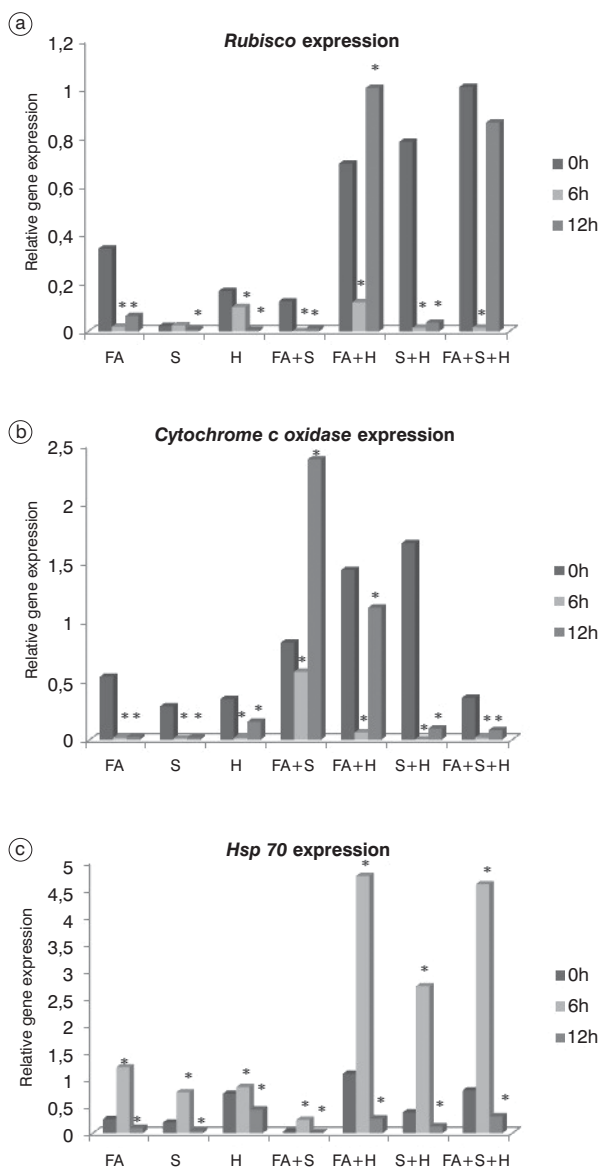 a
Rubisco expression
Relative gene expression
1,2
1
0,8
0,6
0,4
0,2
0
* * * * * * * * * * * * *
FA S H FA+S FA+H S+H FA+S+H
0h
6h
12h
b
Cytochrome c oxidase expression
Relative gene expression
2,5
2
1,5
1
0,5
0
* * * * * * * * * * * * * *
FA S H FA+S FA+H S+H FA+S+H
0h
6h
12h
c
Hsp 70 expression
Relative gene expression
5
4,5
4
3,5
3
2,5
2
1,5
1
0,5
0
* * * * * * * * * * * * * *
FA S H FA+S FA+H S+H FA+S+H
0h
6h
12h